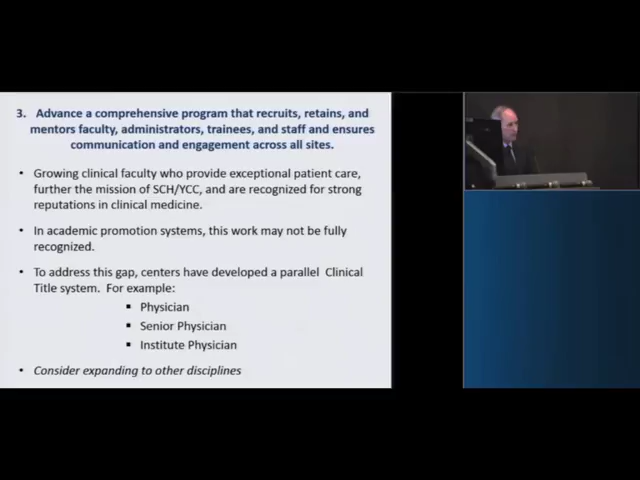 3. Advance a comprehensive program that recruits, retains, and
mentors faculty, administrators, trainees, and staff and ensures
communication and engagement across all sites.
• Growing clinical faculty who provide exceptional patient care,
further the mission of SCH/YCC, and are recognized for strong
reputations in clinical medicine.
• In academic promotion systems, this work may not be fully
recognized.
• To address this gap, centers have developed a parallel Clinical
Title system. For example:
▪ Physician
▪ Senior Physician
▪ Institute Physician
• Consider expanding to other disciplines